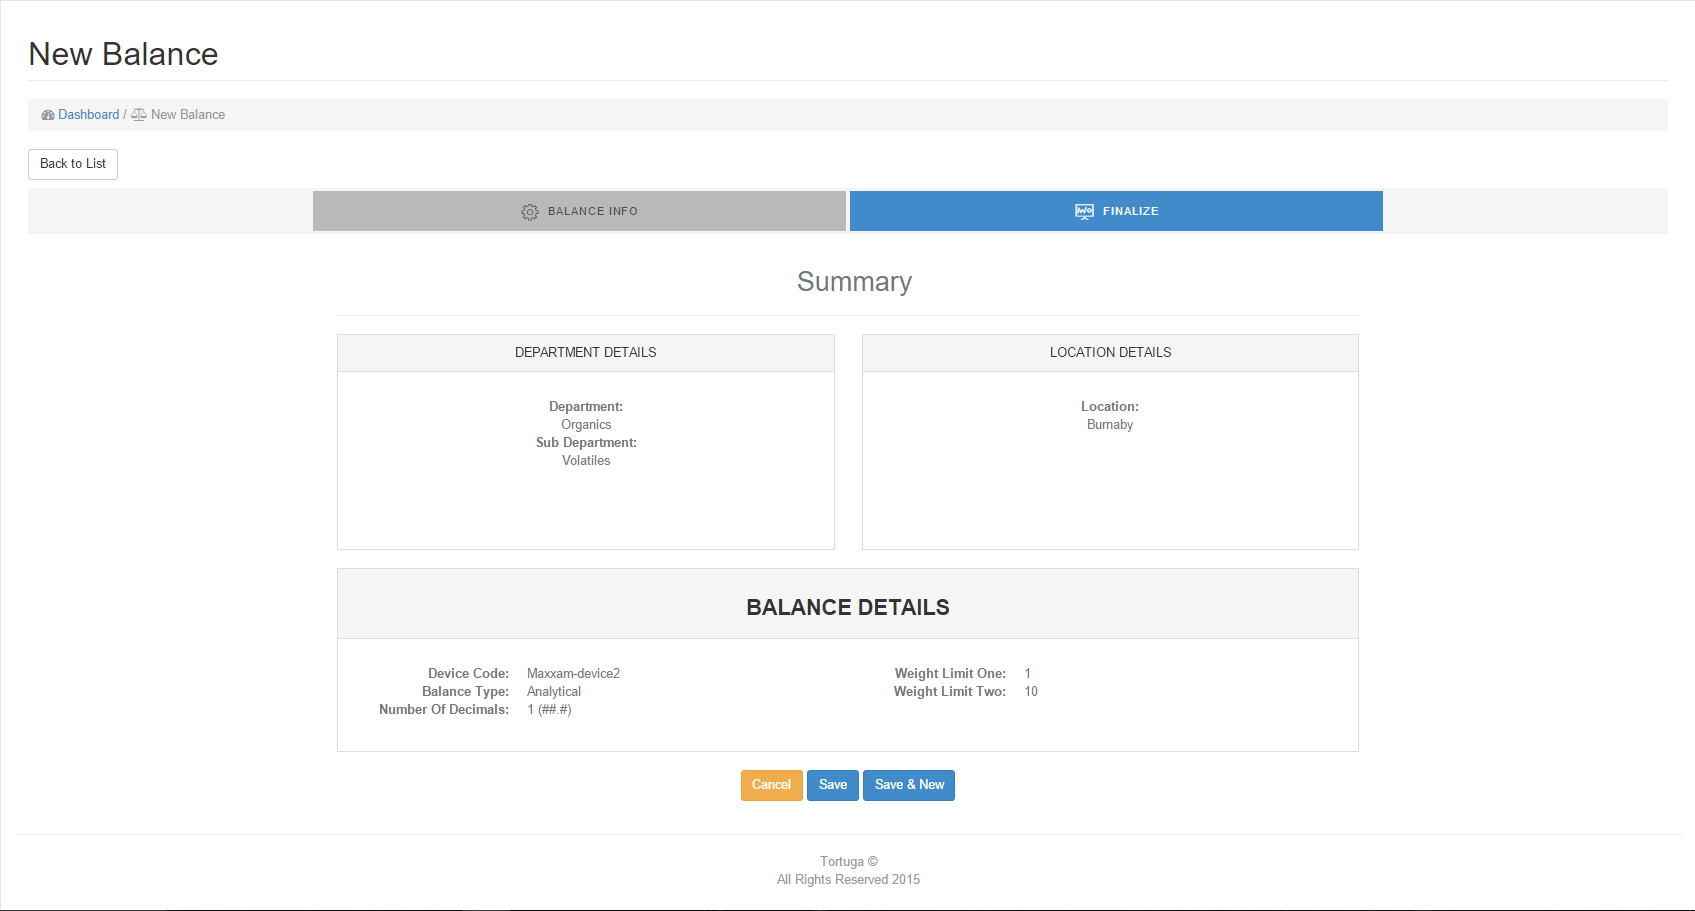 New Balance
Dashboard / New Balance
Back to List
BALANCE INFO
FINALIZE
Summary
DEPARTMENT DETAILS
Department:
Organics
Sub Department:
Volatiles
LOCATION DETAILS
Location:
Burnaby
BALANCE DETAILS
Device Code: Maxxam-device2
Balance Type: Analytical
Number Of Decimals: 1 (##.#)
Weight Limit One: 1
Weight Limit Two: 10
Cancel
Save
Save & New
Tortuga ©
All Rights Reserved 2015